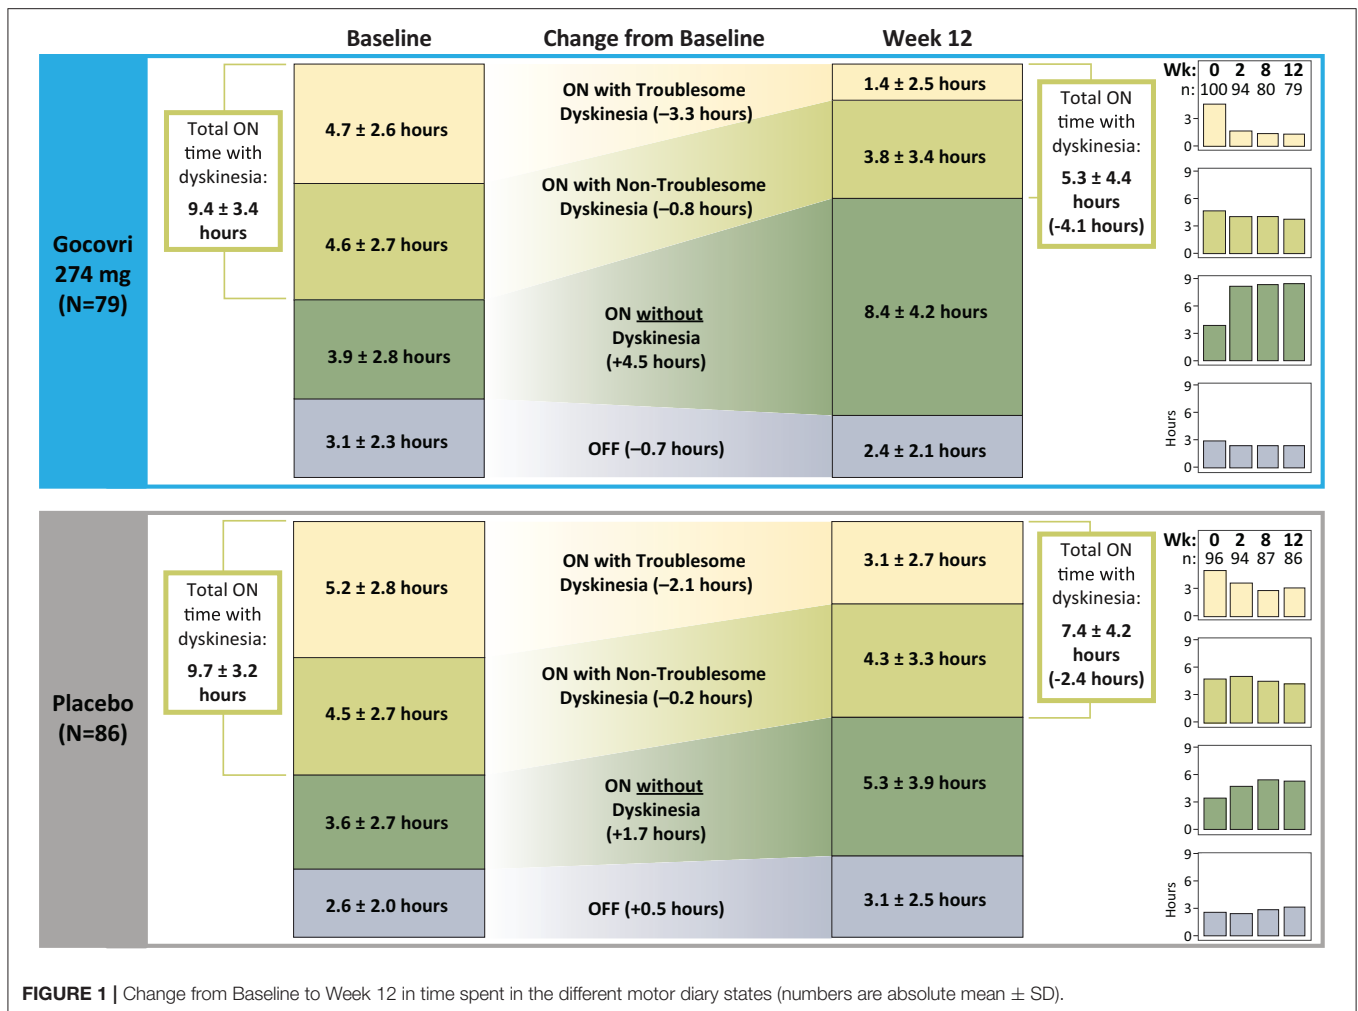 Baseline
Change from Baseline
Week 12
Gocovri
274 mg
(N=79)
Total ON
time with
dyskinesia:
9.4 ± 3.4
hours
4.7 ± 2.6 hours
4.6 ± 2.7 hours
3.9 ± 2.8 hours
3.1 ± 2.3 hours
ON with Troublesome
Dyskinesia (–3.3 hours)
ON with Non-Troublesome
Dyskinesia (–0.8 hours)
ON without
Dyskinesia
(+4.5 hours)
OFF (–0.7 hours)
1.4 ± 2.5 hours
3.8 ± 3.4 hours
8.4 ± 4.2 hours
2.4 ± 2.1 hours
Total ON
time with
dyskinesia:
5.3 ± 4.4
hours
(-4.1 hours)
Wk: 0 2 8 12
n: 100 94 80 79
3
0
9
6
3
0
9
6
3
0
9
6
3
0
Hours
Placebo
(N=86)
Total ON
time with
dyskinesia:
9.7 ± 3.2
hours
5.2 ± 2.8 hours
4.5 ± 2.7 hours
3.6 ± 2.7 hours
2.6 ± 2.0 hours
ON with Troublesome
Dyskinesia (–2.1 hours)
ON with Non-Troublesome
Dyskinesia (–0.2 hours)
ON without
Dyskinesia
(+1.7 hours)
OFF (+0.5 hours)
3.1 ± 2.7 hours
4.3 ± 3.3 hours
5.3 ± 3.9 hours
3.1 ± 2.5 hours
Total ON
time with
dyskinesia:
7.4 ± 4.2
hours
(-2.4 hours)
Wk: 0 2 8 12
n: 96 94 87 86
3
0
9
6
3
0
9
6
3
0
9
6
3
0
Hours
FIGURE 1 | Change from Baseline to Week 12 in time spent in the different motor diary states (numbers are absolute mean ± SD).